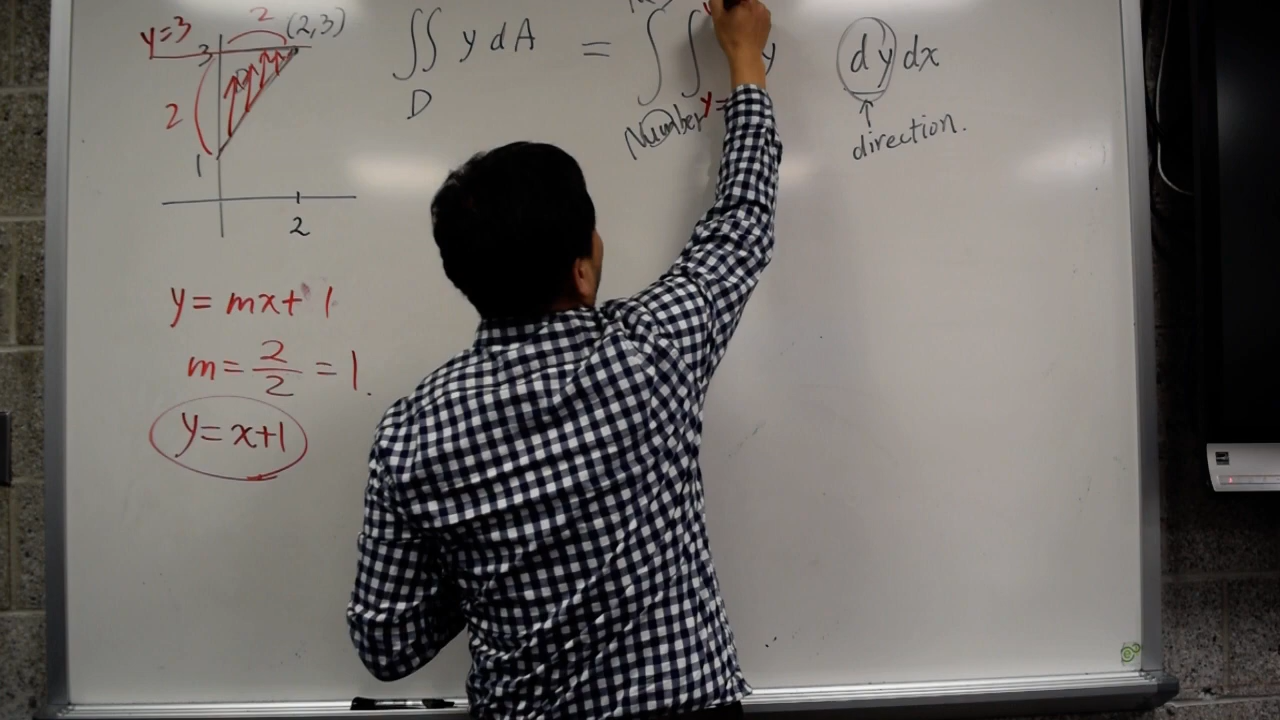 y=3
2
(2,3)
3
2
1
2
y = mx + 1
m = 2/2 = 1.
y = x+1
∬ y dA = ∫∫ y dy dx
D
Number
y=
direction.